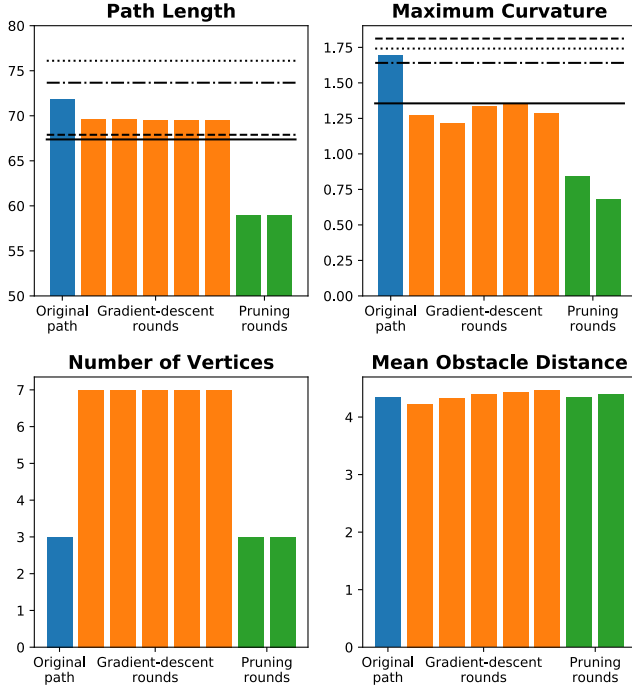 Path Length
80
75
70
65
60
55
50
Original path
Gradient-descent rounds
Pruning rounds
Maximum Curvature
1.75
1.50
1.25
1.00
0.75
0.50
0.25
0.00
Original path
Gradient-descent rounds
Pruning rounds
Number of Vertices
7
6
5
4
3
2
1
0
Original path
Gradient-descent rounds
Pruning rounds
Mean Obstacle Distance
4
3
2
1
0
Original path
Gradient-descent rounds
Pruning rounds